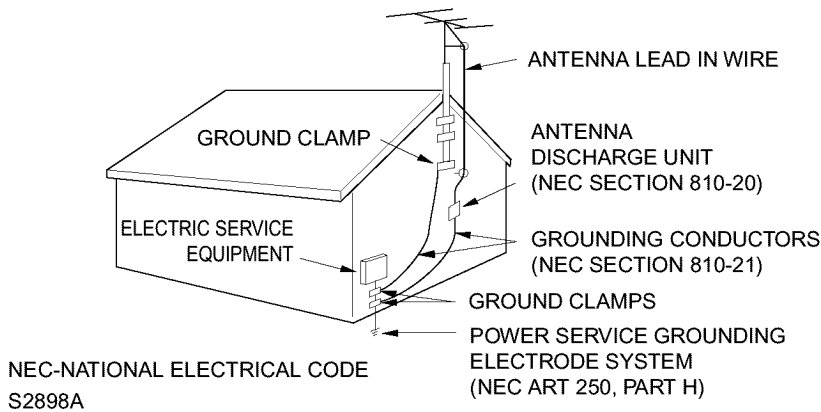 ANTENNA LEAD IN WIRE
GROUND CLAMP
ANTENNA
DISCHARGE UNIT
(NEC SECTION 810-20)
ELECTRIC SERVICE
EQUIPMENT
GROUNDING CONDUCTORS
(NEC SECTION 810-21)
GROUND CLAMPS
POWER SERVICE GROUNDING
ELECTRODE SYSTEM
(NEC ART 250, PART H)
NEC-NATIONAL ELECTRICAL CODE
S2898A